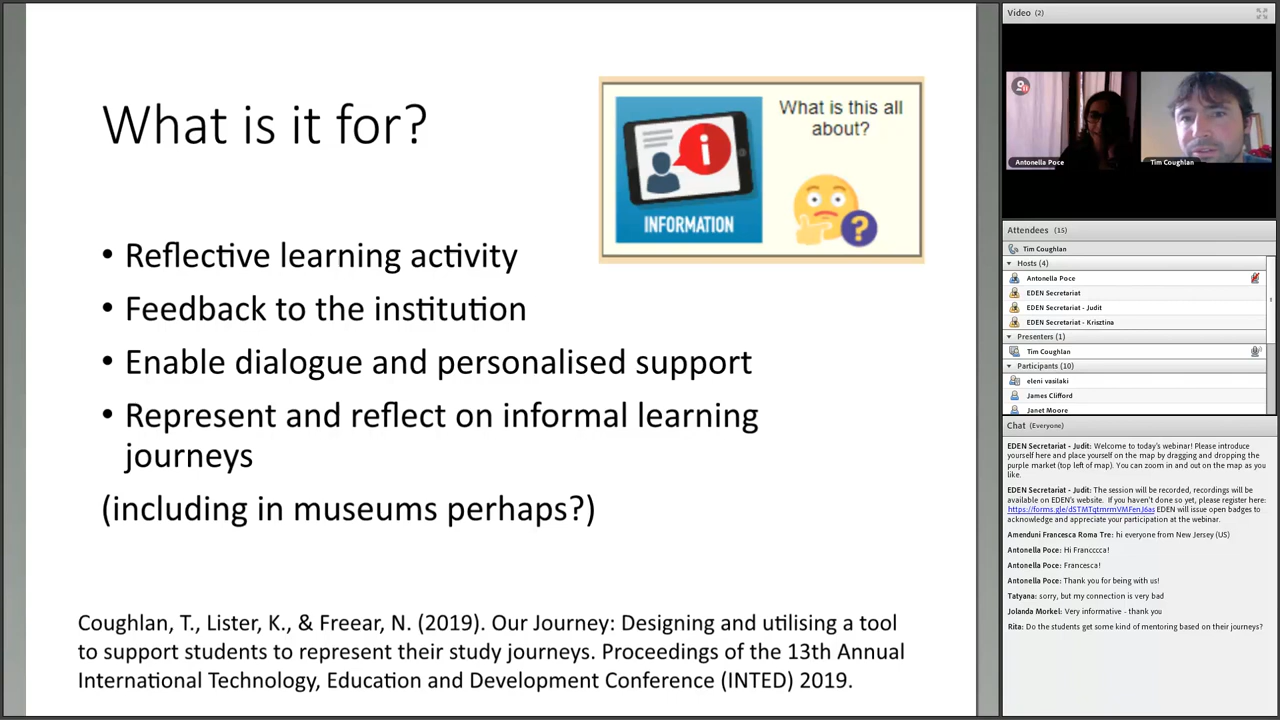 What is it for?
What is this all
about?
INFORMATION
• Reflective learning activity
• Feedback to the institution
• Enable dialogue and personalised support
• Represent and reflect on informal learning
journeys
(including in museums perhaps?)
Coughlan, T., Lister, K., & Freear, N. (2019). Our Journey: Designing and utilising a tool
to support students to represent their study journeys. Proceedings of the 13th Annual
International Technology, Education and Development Conference (INTED) 2019.
Video (2)
Antonella Poce
Tim Coughlan
Attendees (15)
Tim Coughlan
Hosts (4)
Antonella Poce
EDEN Secretariat
EDEN Secretariat - Judit
EDEN Secretariat - Krisztina
Presenters (1)
Tim Coughlan
Participants (10)
eleni vasilaki
James Clifford
Janet Moore
Chat (Everyone)
EDEN Secretariat - Judit: Welcome to today's webinar! Please introduce
yourself here and place yourself on the map by dragging and dropping the
purple market (top left of map). You can zoom in and out on the map as you
like.
EDEN Secretariat - Judit: The session will be recorded, recordings will be
available on EDEN's website. If you haven't done so yet, please register here:
https://forms.gle/dSTMTqtmrmVMFenJ6as EDEN will issue open badges to
acknowledge and appreciate your participation at the webinar.
Amenduni Francesca Roma Tre: hi everyone from New Jersey (US)
Antonella Poce: Hi Franccccа!
Antonella Poce: Francesca!
Antonella Poce: Thank you for being with us!
Tatyana: sorry, but my connection is very bad
Jolanda Morkel: Very informative - thank you
Rita: Do the students get some kind of mentoring based on their journeys?